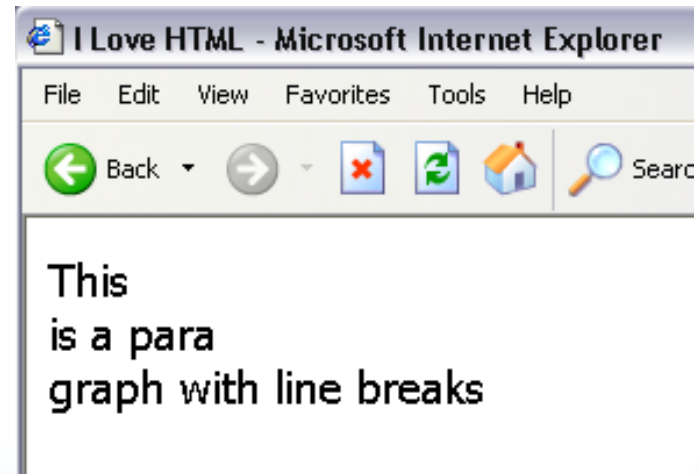 I Love HTML - Microsoft Internet Explorer
File Edit View Favorites Tools Help
Back Searc
This
is a para
graph with line breaks